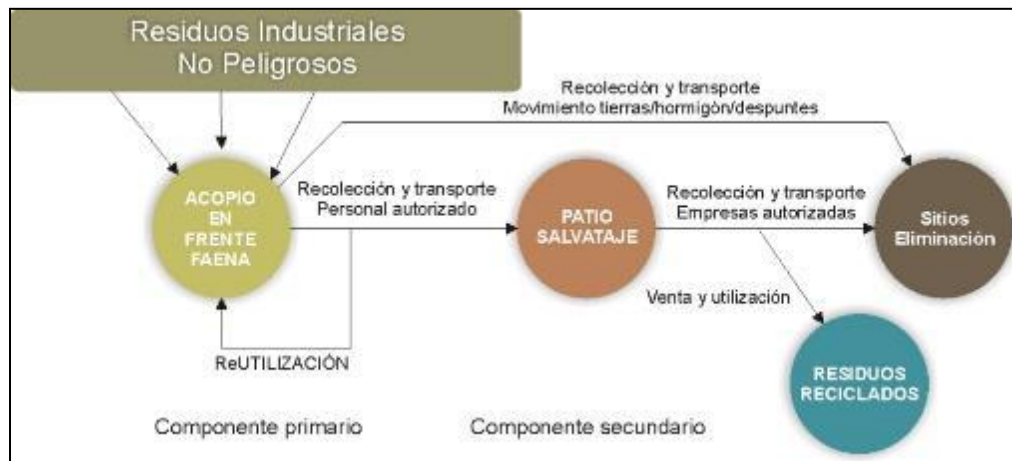 Residuos Industriales
No Peligrosos
Recolección y transporte
Movimiento tierras/hormigón/despuntes
ACOPIO
EN
FRENTE
FAENA
Recolección y transporte
Personal autorizado
PATIO
SALVATAJE
Recolección y transporte
Empresas autorizadas
Sitios
Eliminación
Venta y utilización
ReUTILIZACIÓN
RESIDUOS
RECICLADOS
Componente primario
Componente secundario